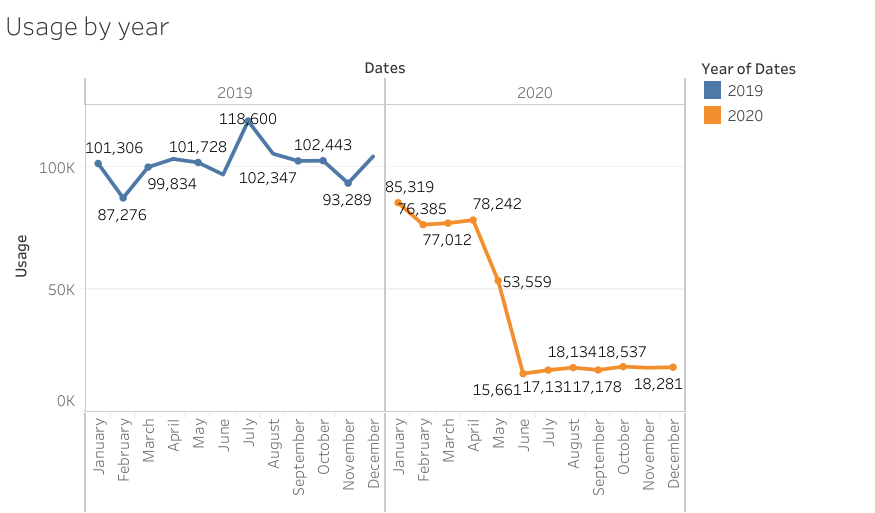 Usage by year
Dates
Year of Dates
2019
2020
2019
2020
118,600
101,306
101,728
102,443
100K
99,834
102,347
93,289
87,276
85,319
76,385
78,242
77,012
Usage
50K
53,559
18,134
18,537
15,661
17,131
17,178
18,281
0K
January
February
March
April
May
June
July
August
September
October
November
December
January
February
March
April
May
June
July
August
September
October
November
December